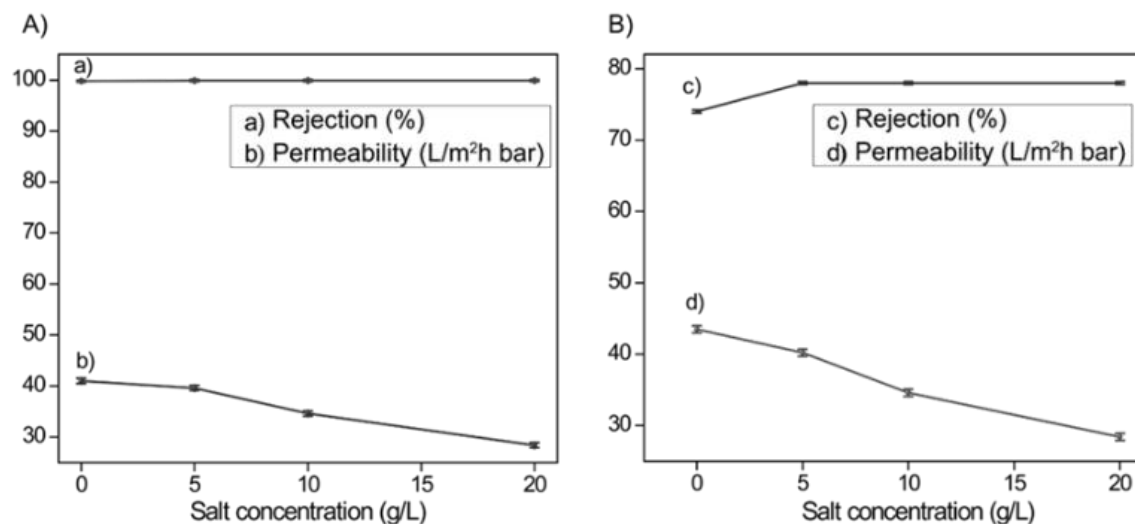 A)
100
90
80
70
60
50
40
30
a)
a) Rejection (%)
b) Permeability (L/m²h bar)
b)
0 5 10 15 20
Salt concentration (g/L)
B)
80
70
60
50
40
30
c)
c) Rejection (%)
d) Permeability (L/m²h bar)
d)
0 5 10 15 20
Salt concentration (g/L)